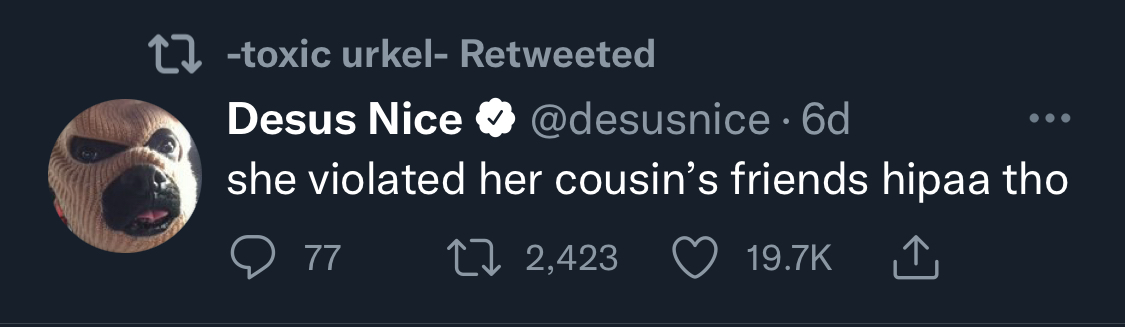 -toxic urkel- Retweeted
Desus Nice @desusnice · 6d
she violated her cousin’s friends hipaa tho
77 2,423 19.7K